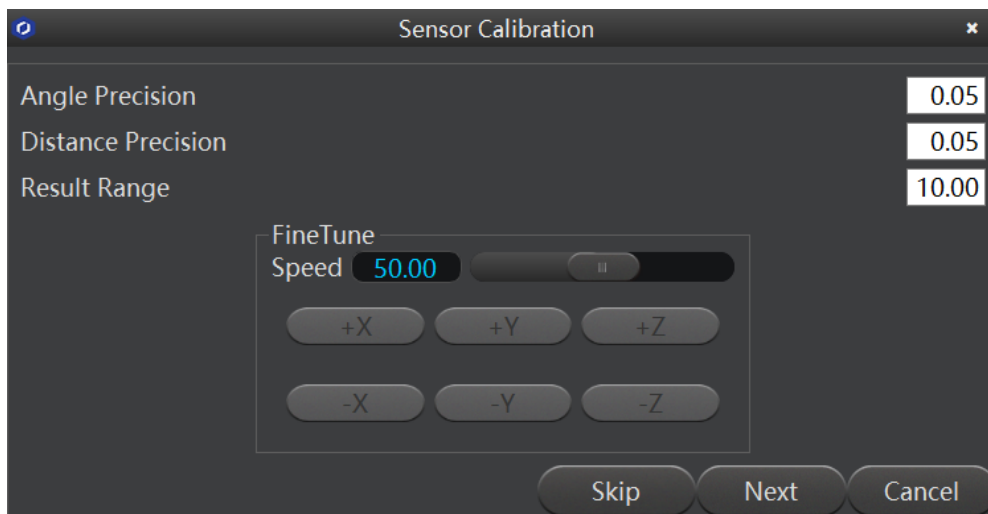 Sensor Calibration
Angle Precision 0.05
Distance Precision 0.05
Result Range 10.00
FineTune
Speed 50.00
+X +Y +Z
-X -Y -Z
Skip Next Cancel